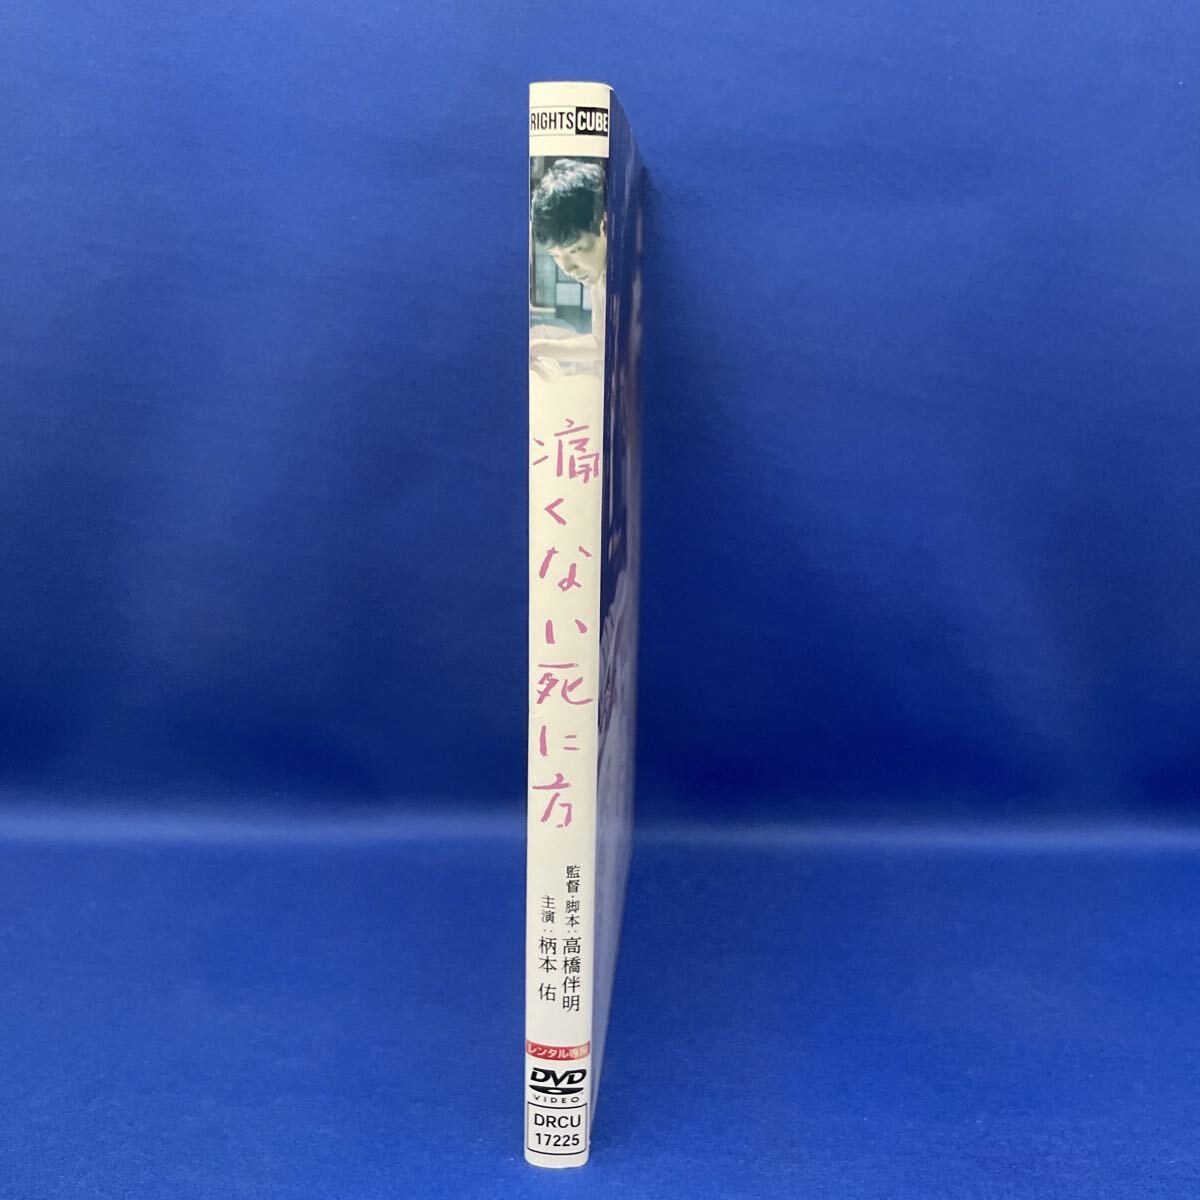 RIGHTS CUBE
痛くない死に方
監督・脚本:高橋伴明
主演:柄本 佑
レンタル専用
DVD
VIDEO
DRCU
17225